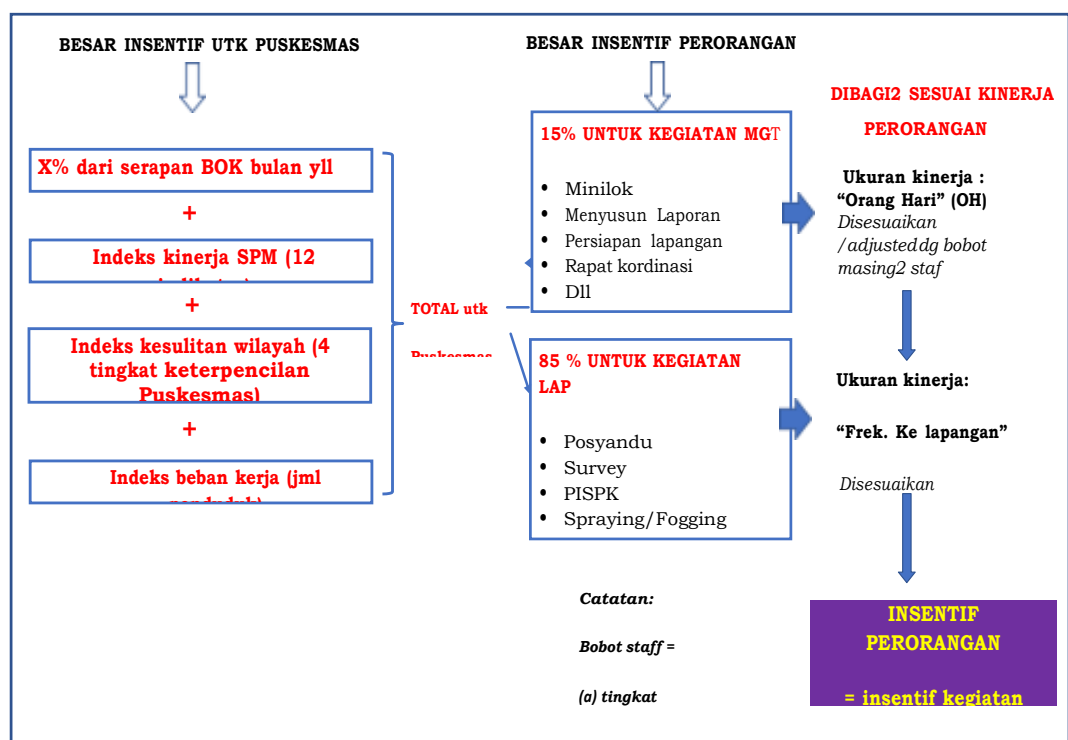 BESAR INSENTIF UTK PUSKESMAS
X% dari serapan BOK bulan yll
+
Indeks kinerja SPM (12
+
Indeks kesulitan wilayah (4
tingkat keterpencilan
Puskesmas)
+
Indeks beban kerja (jml
TOTAL utk
Puskesmas
BESAR INSENTIF PERORANGAN
15% UNTUK KEGIATAN MGT
• Minilok
• Menyusun Laporan
• Persiapan lapangan
• Rapat kordinasi
• Dll
85 % UNTUK KEGIATAN
LAP
• Posyandu
• Survey
• PISPK
• Spraying/Fogging
Catatan:
Bobot staff =
(a) tingkat
DIBAGI2 SESUAI KINERJA
PERORANGAN
Ukuran kinerja :
“Orang Hari” (OH)
Disesuaikan
/adjusted dg bobot
masing2 staf
Ukuran kinerja:
“Frek. Ke lapangan”
Disesuaikan
INSENTIF
PERORANGAN
= insentif kegiatan